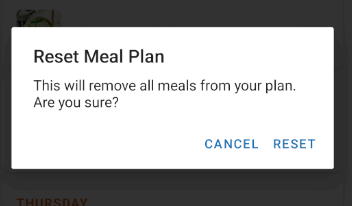 Reset Meal Plan
This will remove all meals from your plan.
Are you sure?
CANCEL RESET
THURSDAY